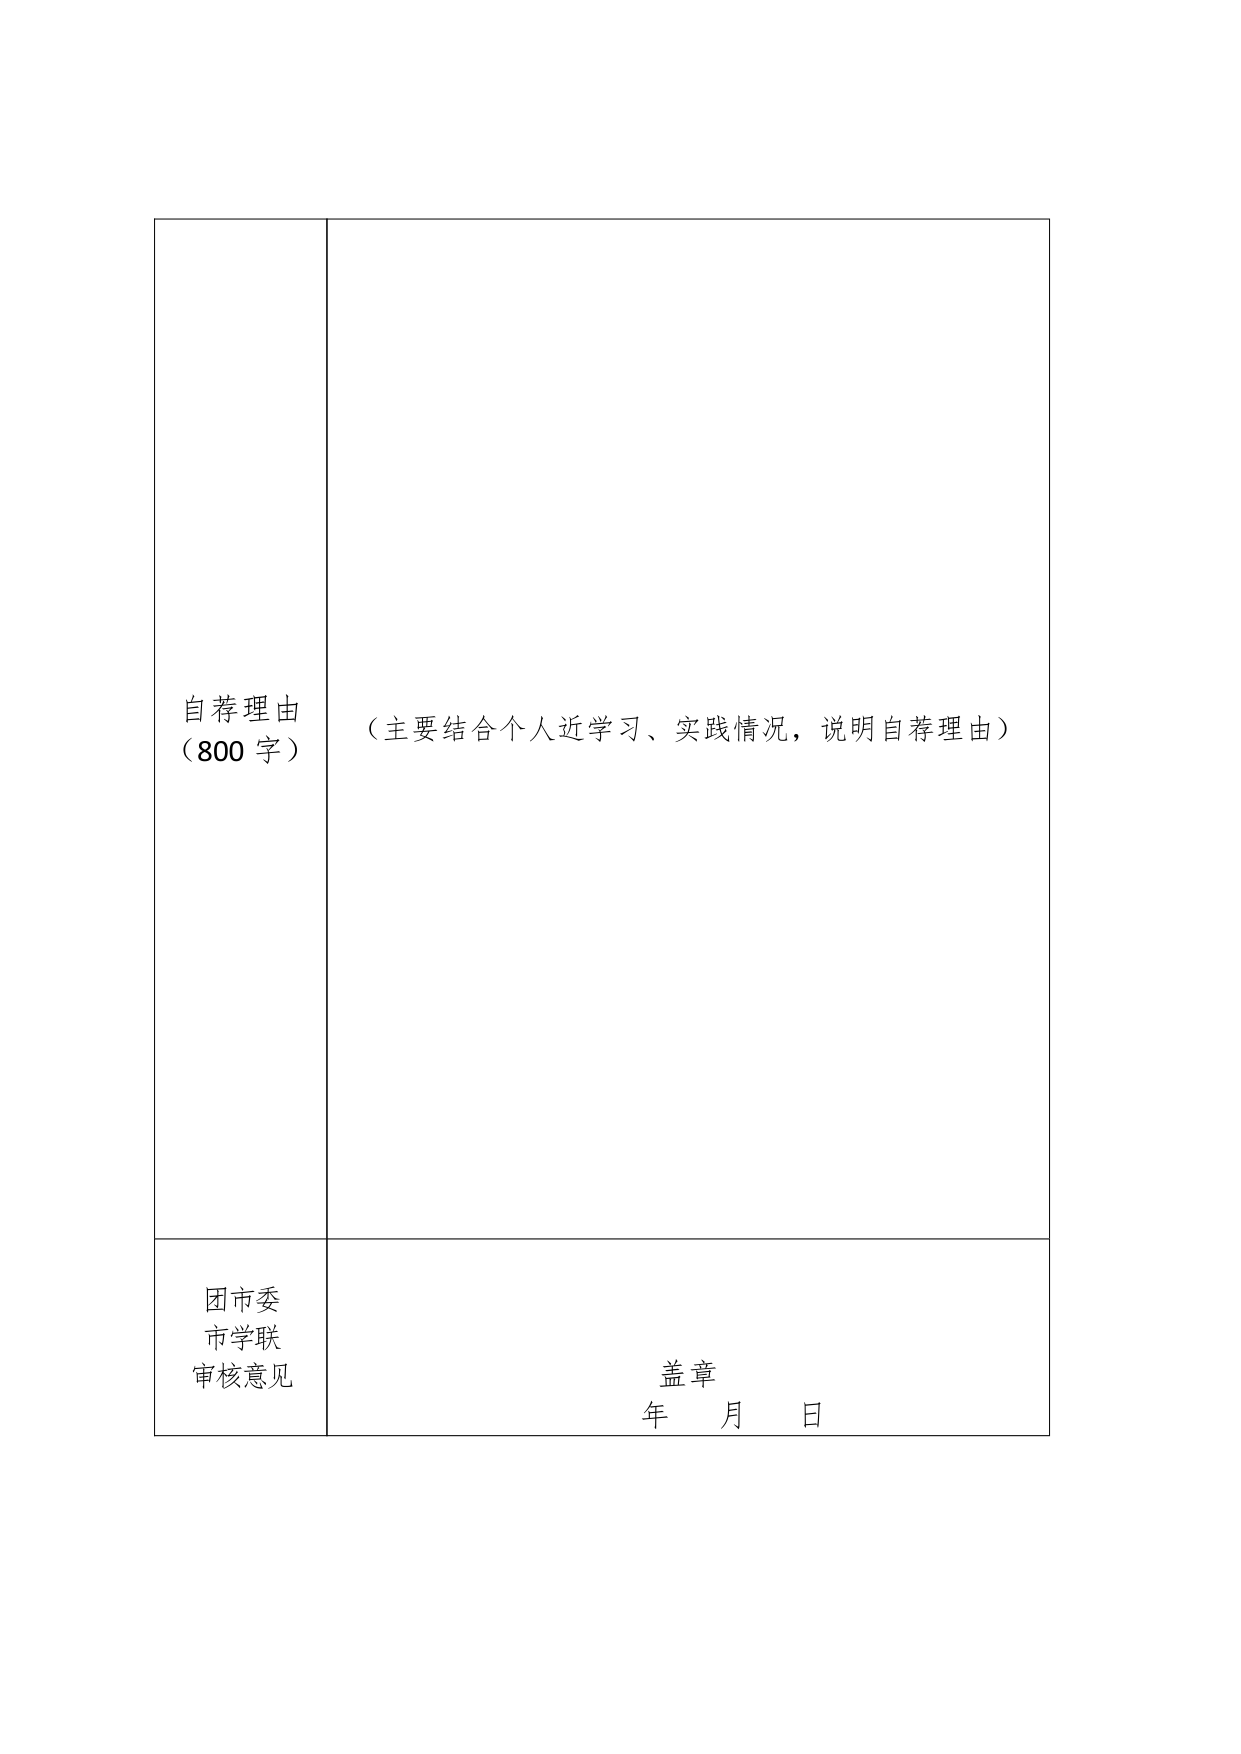 自荐理由
（800 字）
（主要结合个人近学习、实践情况，说明自荐理由）
团市委
市学联
审核意见
盖章
年 月 日